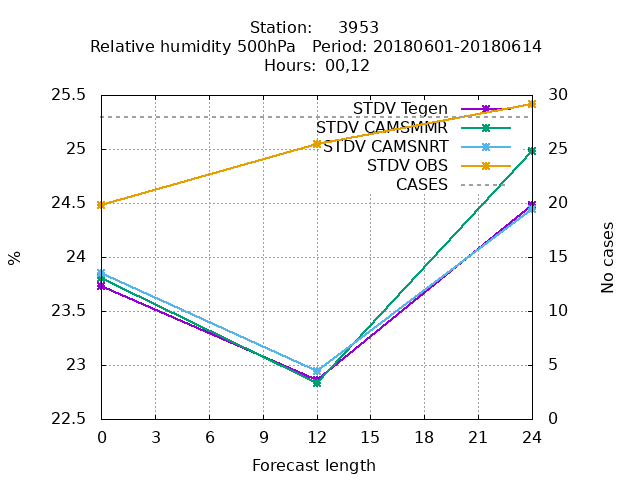 Station:     3953
Relative humidity 500hPa   Period: 20180601-20180614
Hours: 00,12
25.5
25
24.5
24
23.5
23
22.5
%
30
25
20
15
10
5
0
No cases
STDV Tegen
STDV CAMSMMR
STDV CAMSNRT
STDV OBS
CASES
0 3 6 9 12 15 18 21 24
Forecast length